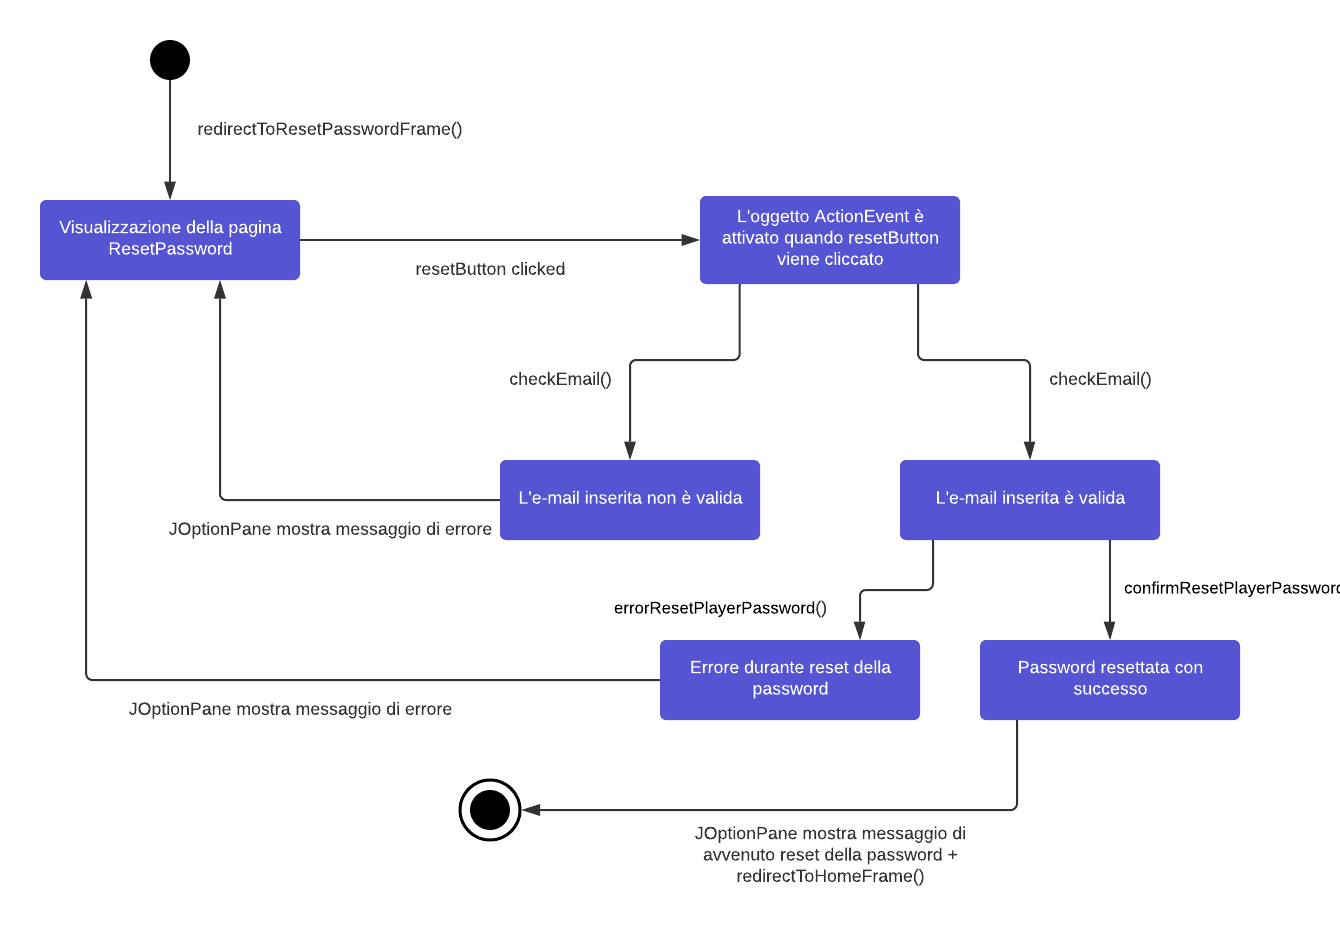 redirectToResetPasswordFrame()
Visualizzazione della pagina
ResetPassword
resetButton clicked
L'oggetto ActionEvent è
attivato quando resetButton
viene cliccato
checkEmail()
checkEmail()
L'e-mail inserita non è valida
L'e-mail inserita è valida
JOptionPane mostra messaggio di errore
errorResetPlayerPassword()
confirmResetPlayerPassword
Errore durante reset della
password
Password resettata con
successo
JOptionPane mostra messaggio di errore
JOptionPane mostra messaggio di
avvenuto reset della password +
redirectToHomeFrame()